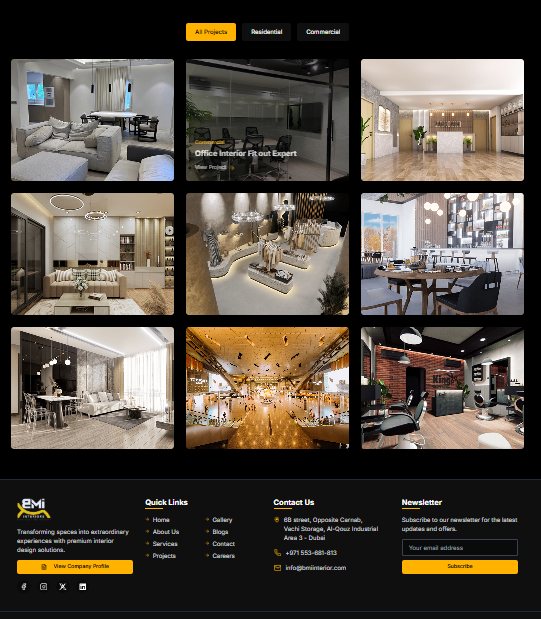 All Projects
Residential
Commercial
Commercial
Office Interior Fit out Expert
View Project
BMi
Transforming spaces into extraordinary
experiences with premium interior
design solutions.
View Company Profile
Quick Links
Home
About Us
Services
Projects
Gallery
Blogs
Contact
Careers
Contact Us
6B street, Opposite Carnab,
Vachi Storage, Al-Qouz Industrial
Area 3 - Dubai
+971 553-681-813
info@bmiinterior.com
Newsletter
Subscribe to our newsletter for the latest
updates and offers.
Your email address
Subscribe